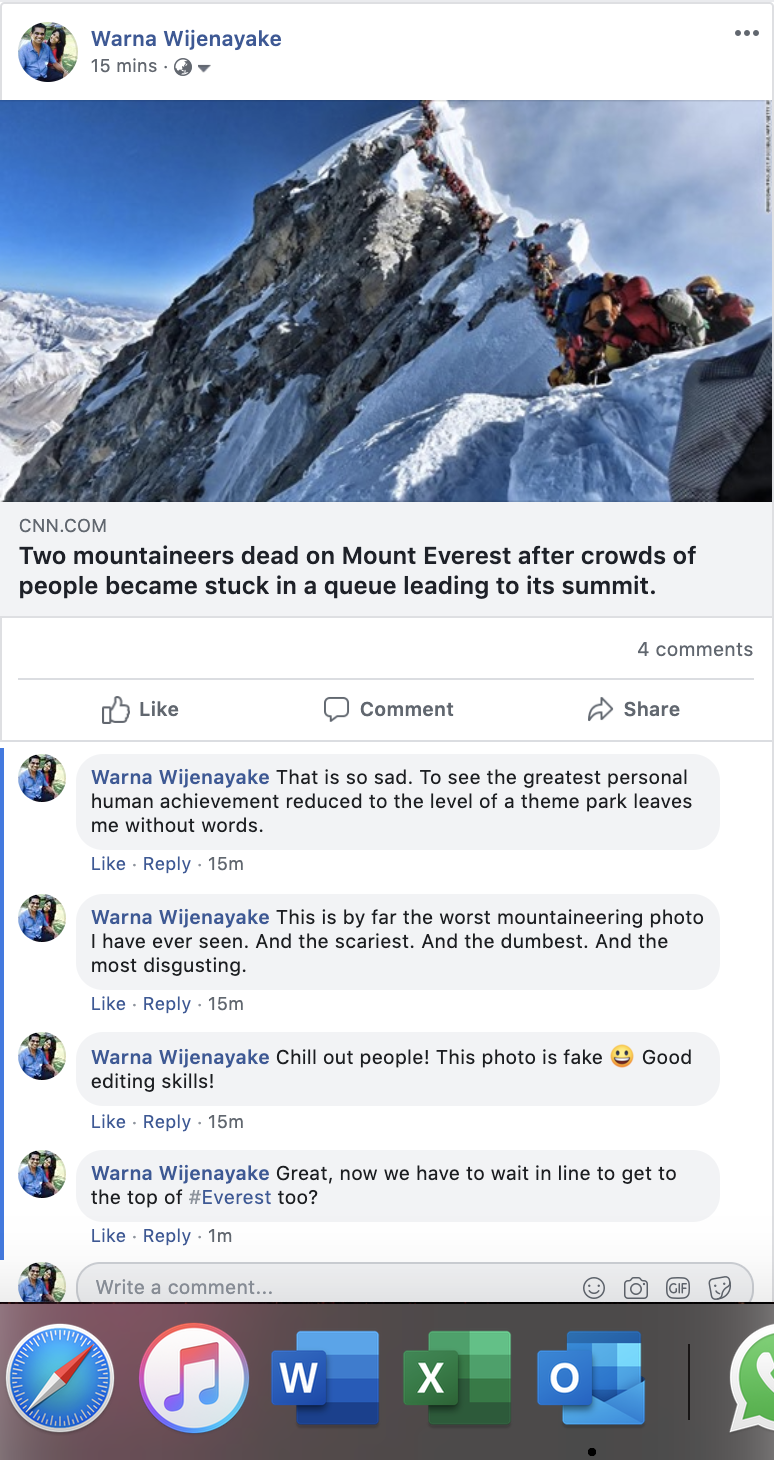 Warna Wijenayake
15 mins ·
CNN.COM
Two mountaineers dead on Mount Everest after crowds of
people became stuck in a queue leading to its summit.
4 comments
Like
Comment
Share
Warna Wijenayake That is so sad. To see the greatest personal
human achievement reduced to the level of a theme park leaves
me without words.
Like · Reply · 15m
Warna Wijenayake This is by far the worst mountaineering photo
I have ever seen. And the scariest. And the dumbest. And the
most disgusting.
Like · Reply · 15m
Warna Wijenayake Chill out people! This photo is fake 😃 Good
editing skills!
Like · Reply · 15m
Warna Wijenayake Great, now we have to wait in line to get to
the top of #Everest too?
Like · Reply · 1m
Write a comment...
GIF
W
X
O